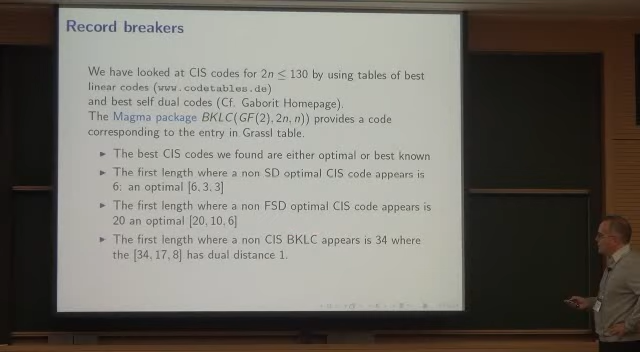 Record breakers
We have looked at CIS codes for 2n ≤ 130 by using tables of best
linear codes (www.codetables.de)
and best self dual codes (Cf. Gaborit Homepage).
The Magma package BKLC(GF(2), 2n, n)) provides a code
corresponding to the entry in Grassl table.
▸ The best CIS codes we found are either optimal or best known
▸ The first length where a non SD optimal CIS code appears is
6: an optimal [6, 3, 3]
▸ The first length where a non FSD optimal CIS code appears is
20 an optimal [20, 10, 6]
▸ The first length where a non CIS BKLC appears is 34 where
the [34, 17, 8] has dual distance 1.